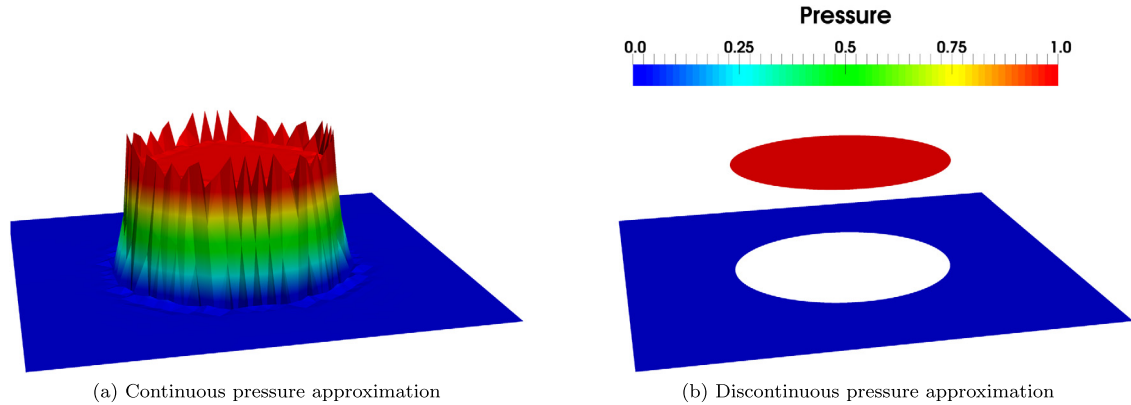 Pressure
0.0 0.25 0.5 0.75 1.0
(a) Continuous pressure approximation
(b) Discontinuous pressure approximation